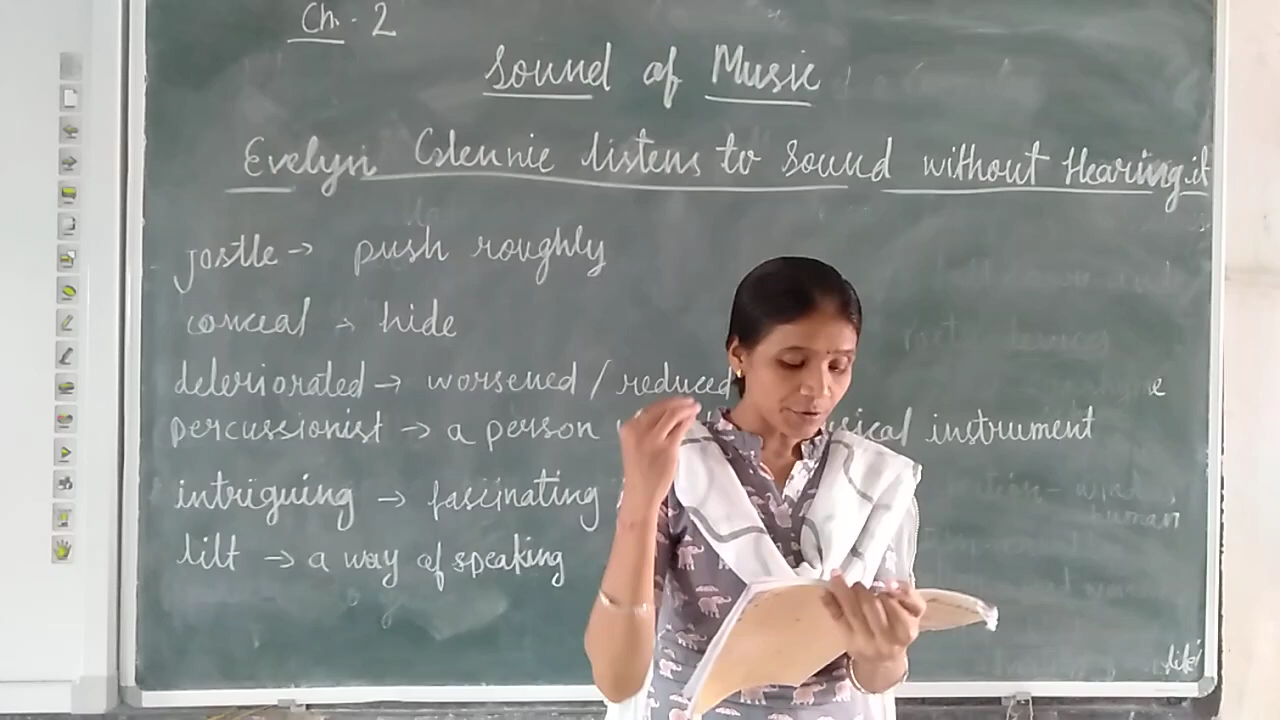 Ch. 2
Sound of Music
Evelyn Glennie listens to Sound without Hearing it
jostle → push roughly
conceal → hide
deteriorated → worsened / reduced
percussionist → a person musical instrument
intriguing → fascinating
lilt → a way of speaking